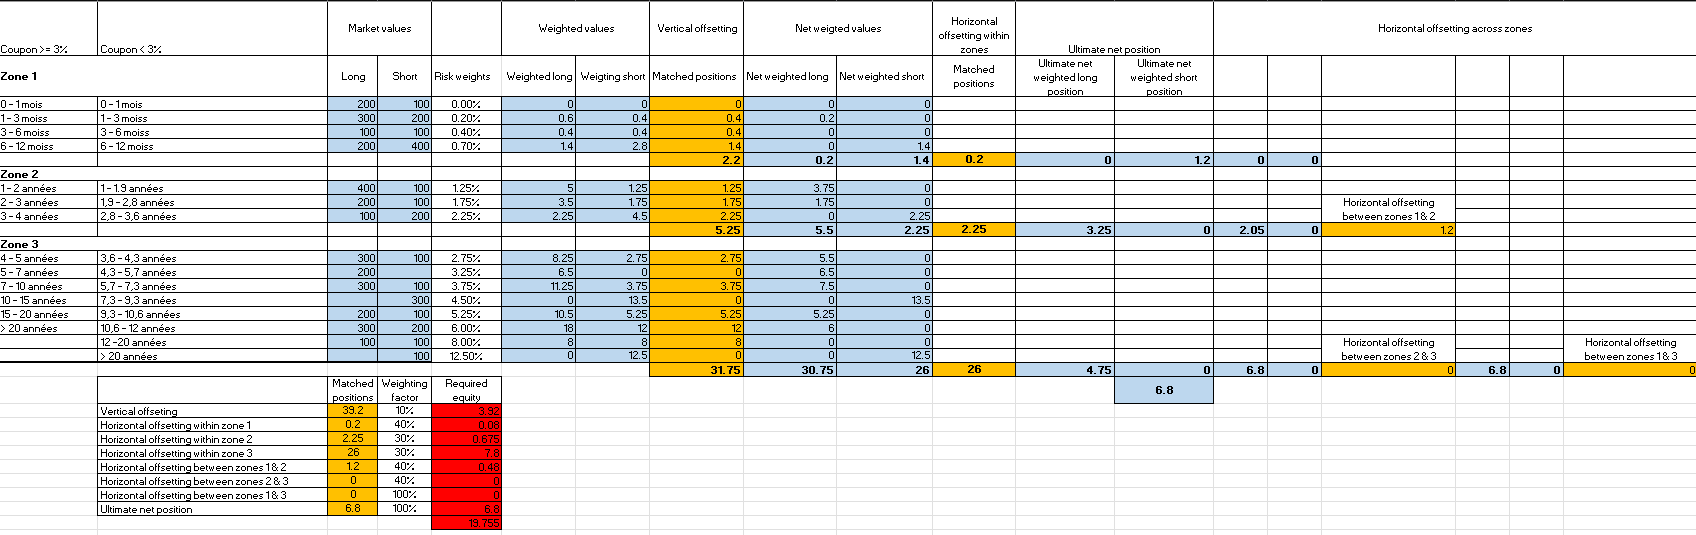 Coupon >= 3% Coupon < 3% Market values Weighted values Vertical offsetting Net weigted values Horizontal offsetting within zones Ultimate net position Horizontal offsetting across zones
Zone 1 Long Short Risk weights Weighted long Weigting short Matched positions Net weighted long Net weighted short Matched positions Ultimate net weighted long position Ultimate net weighted short position
0 - 1 mois 0 - 1 mois 200 100 0.00% 0 0 0 0 0
1 - 3 moiss 1 - 3 moiss 300 200 0.20% 0.6 0.4 0.4 0.2 0
3 - 6 moiss 3 - 6 moiss 100 100 0.40% 0.4 0.4 0.4 0 0
6 - 12 moiss 6 - 12 moiss 200 400 0.70% 1.4 2.8 1.4 0 1.4
2.2 0.2 1.4 0.2 0 1.2 0 0
Zone 2
1 - 2 années 1 - 1.9 années 400 100 1.25% 5 1.25 1.25 3.75 0
2 - 3 années 1,9 - 2,8 années 200 100 1.75% 3.5 1.75 1.75 1.75 0
3 - 4 années 2,8 - 3,6 années 100 200 2.25% 2.25 4.5 2.25 0 2.25
Horizontal offsetting between zones 1 & 2
5.25 5.5 2.25 2.25 3.25 0 2.05 0 1.2
Zone 3
4 - 5 années 3,6 - 4,3 années 300 100 2.75% 8.25 2.75 2.75 5.5 0
5 - 7 années 4,3 - 5,7 années 200 3.25% 6.5 0 0 6.5 0
7 - 10 années 5,7 - 7,3 années 300 100 3.75% 11.25 3.75 3.75 7.5 0
10 - 15 années 7,3 - 9,3 années 300 4.50% 0 13.5 0 0 13.5
15 - 20 années 9,3 - 10,6 années 200 100 5.25% 10.5 5.25 5.25 5.25 0
> 20 années 10,6 - 12 années 300 200 6.00% 18 12 12 6 0
12 -20 années 100 100 8.00% 8 8 8 0 0
> 20 années 100 12.50% 0 12.5 0 0 12.5
Horizontal offsetting between zones 2 & 3 Horizontal offsetting between zones 1 & 3
31.75 30.75 26 26 4.75 0 6.8 0 0 6.8 0 0
6.8
Matched positions Weighting factor Required equity
Vertical offseting 39.2 10% 3.92
Horizontal offsetting within zone 1 0.2 40% 0.08
Horizontal offsetting within zone 2 2.25 30% 0.675
Horizontal offsetting within zone 3 26 30% 7.8
Horizontal offsetting between zones 1 & 2 1.2 40% 0.48
Horizontal offsetting between zones 2 & 3 0 40% 0
Horizontal offsetting between zones 1 & 3 0 100% 0
Ultimate net position 6.8 100% 6.8
19.755